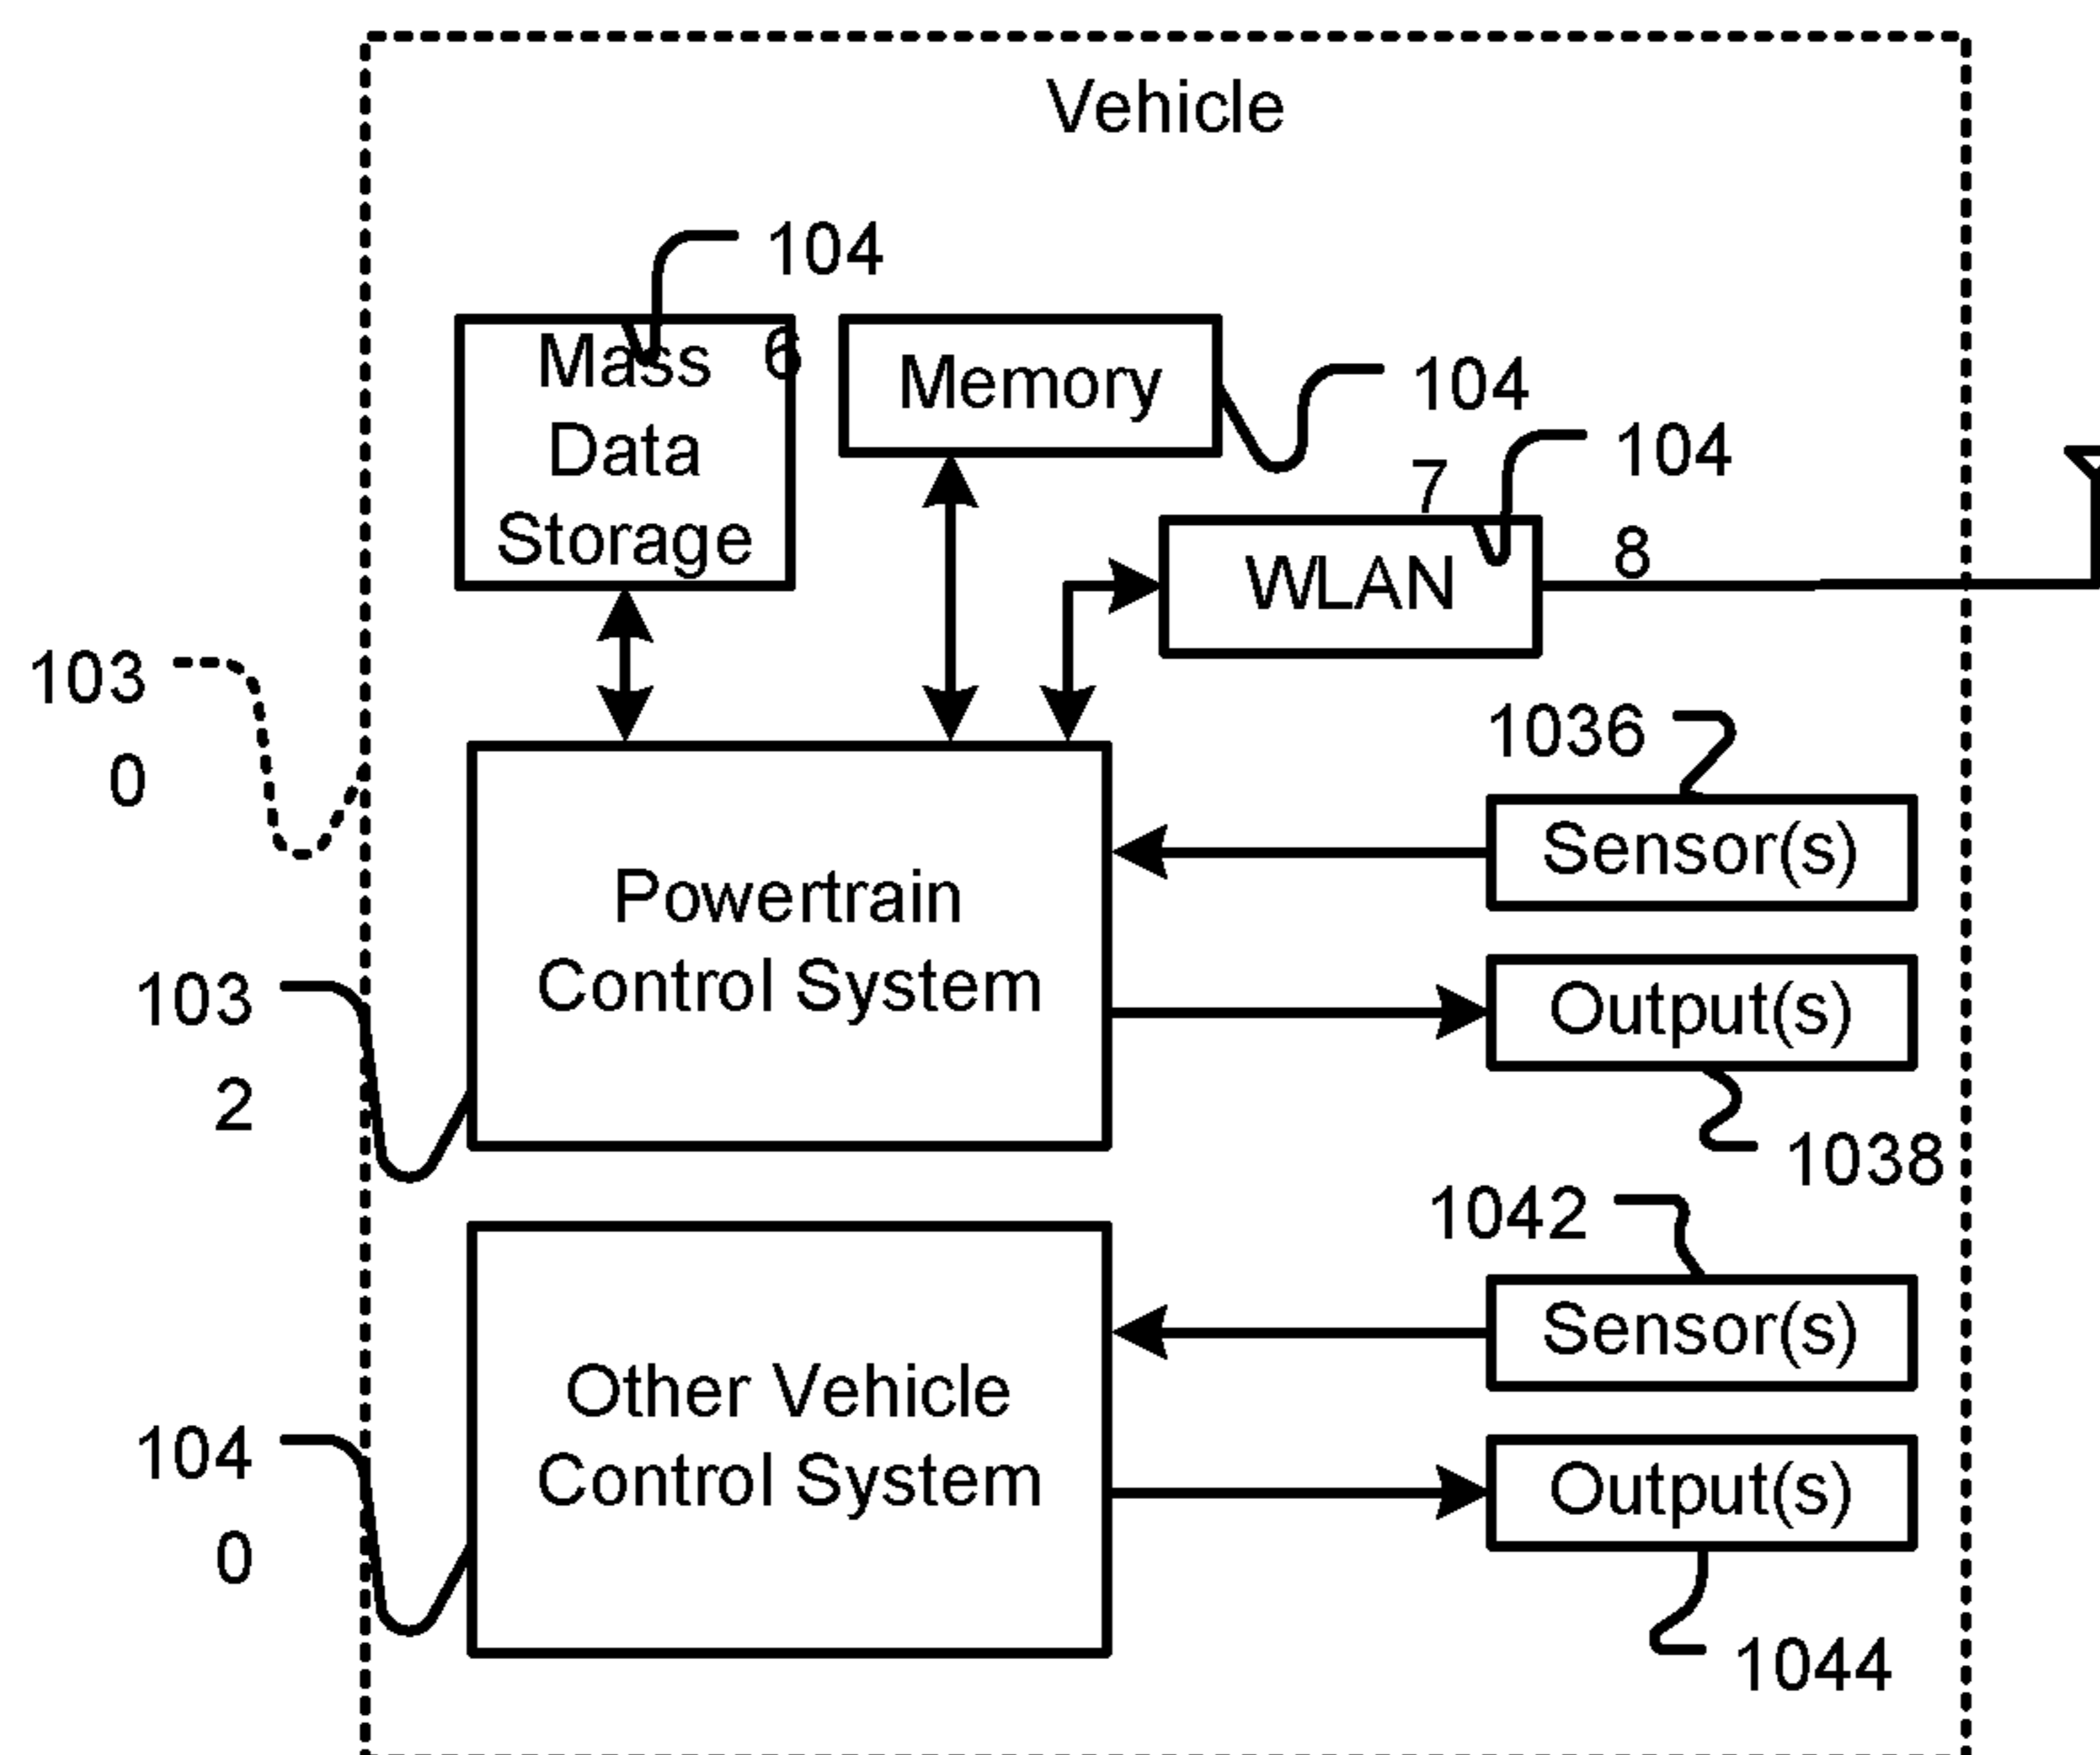 Vehicle
104
6
Mass
Data
Storage
Memory
104
7
104
8
WLAN
103
0
1036
Sensor(s)
Powertrain
Control System
Output(s)
103
2
1038
1042
Sensor(s)
Other Vehicle
Control System
Output(s)
104
0
1044